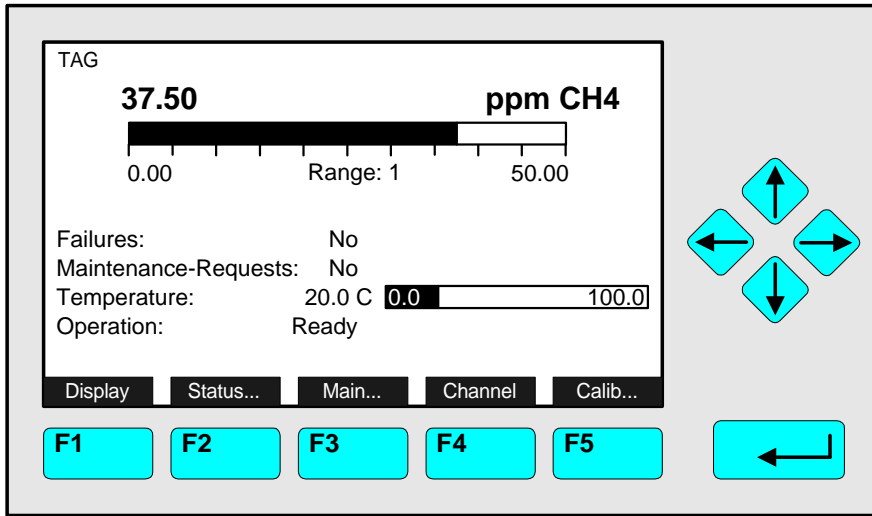 TAG
37.50 ppm CH4
0.00 Range: 1 50.00
Failures: No
Maintenance-Requests: No
Temperature: 20.0 C 0.0 100.0
Operation: Ready
Display Status... Main... Channel Calib...
F1 F2 F3 F4 F5